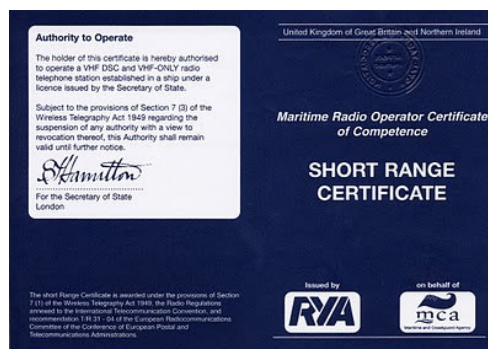 Authority to Operate
The holder of this certificate is hereby authorised
to operate a VHF DSC and VHF-ONLY radio
telephone station established in a ship under a
licence issued by the Secretary of State.
Subject to the provisions of Section 7 (3) of the
Wireless Telegraphy Act 1949 regarding the
suspension of any authority with a view to
revocation thereof, this Authority shall remain
valid until further notice.
SHamilton
For the Secretary of State
London
The short Range Certificate is awarded under the provisions of Section
7 (1) of the Wireless Telegraphy Act 1949, the Radio Regulations
annexed to the International Telecommunication Convention, and
recommendation T/R 31 - 04 of the European Radiocommunications
Committee of the Conference of European Postal and
Telecommunications Administrations.
United Kingdom of Great Britain and Northern Ireland
Maritime Radio Operator Certificate
of Competence
SHORT RANGE
CERTIFICATE
Issued by
RYA
on behalf of
mca
Maritime and Coastguard Agency